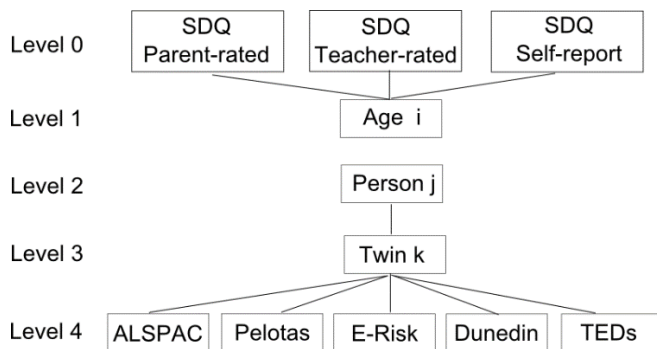 Level 0
SDQ
Parent-rated
SDQ
Teacher-rated
SDQ
Self-report
Level 1
Age i
Level 2
Person j
Level 3
Twin k
Level 4
ALSPAC
Pelotas
E-Risk
Dunedin
TEDs